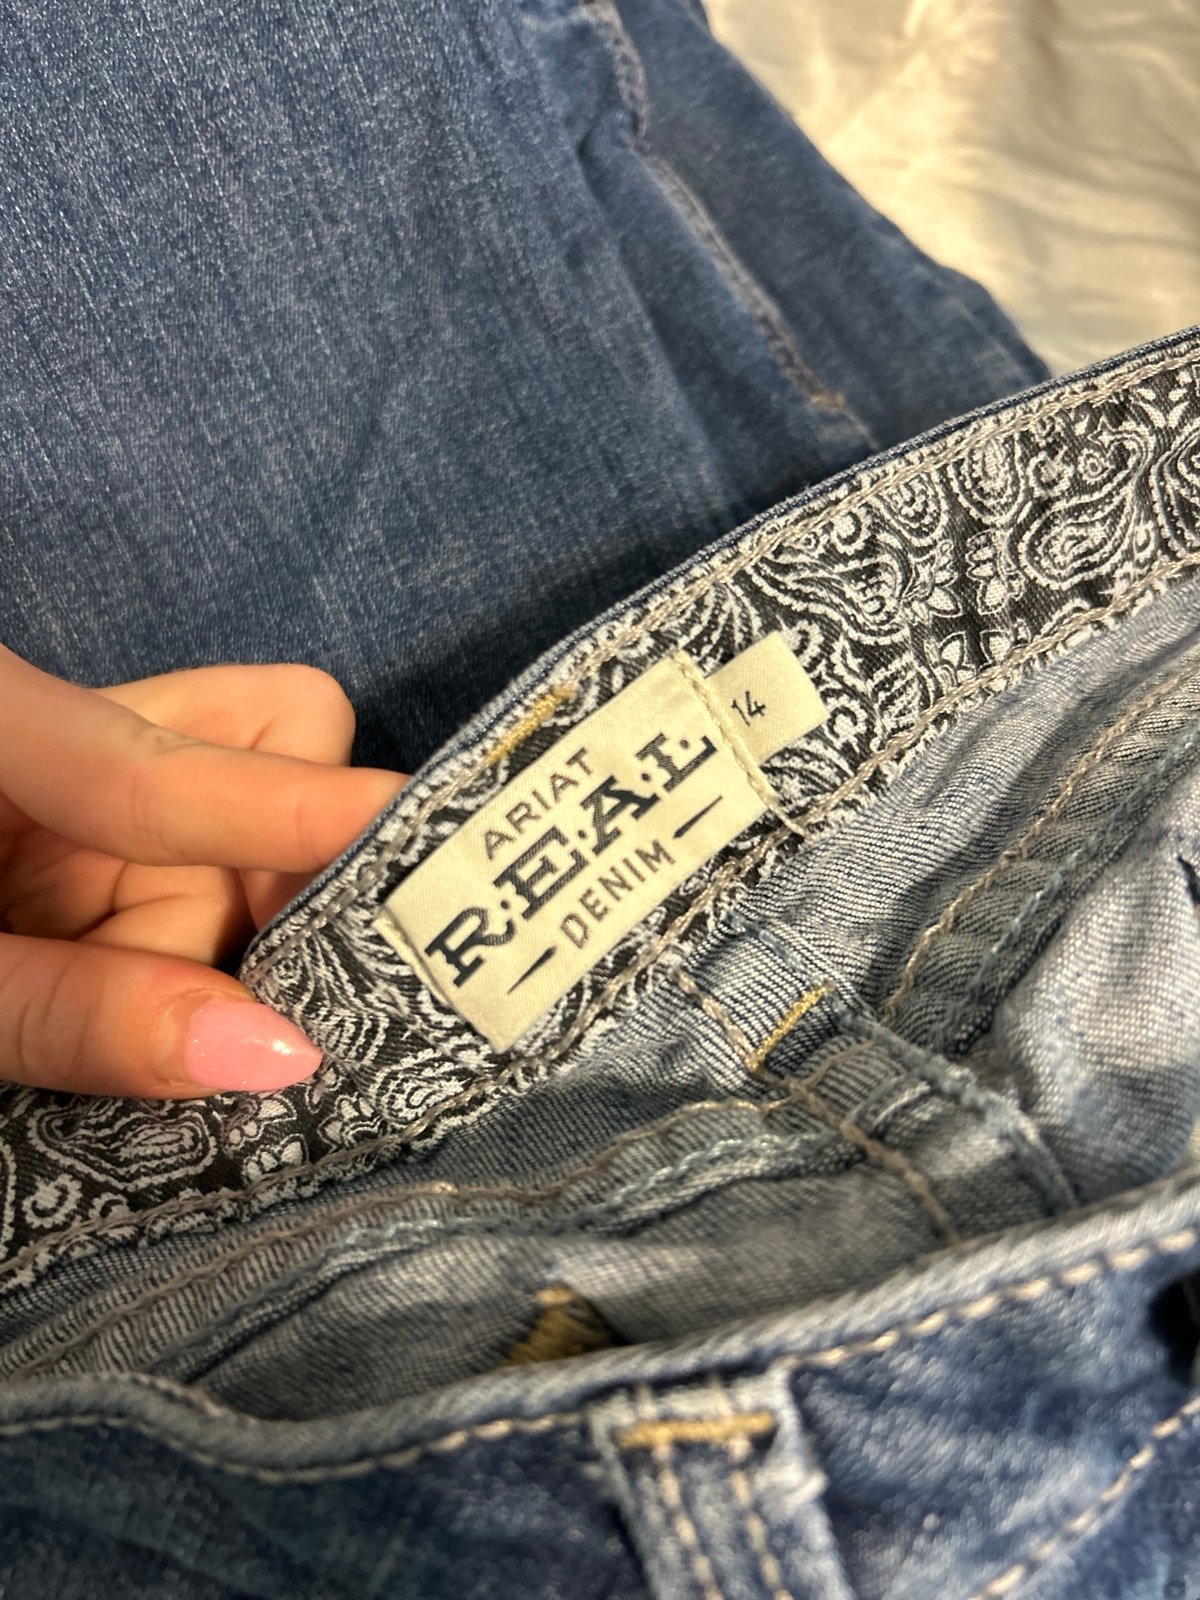 ARIAT
R·E·A·L
DENIM
14